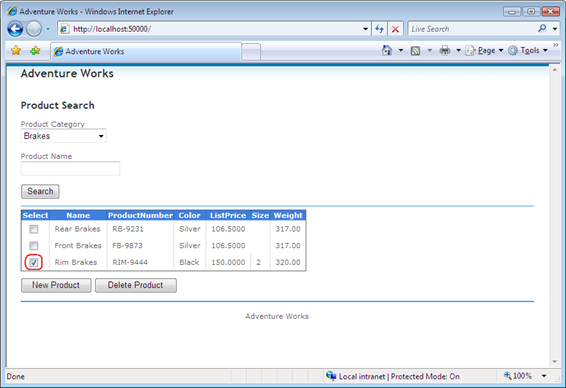 Adventure Works - Windows Internet Explorer
http://localhost:50000/
Live Search
Adventure Works
Page
Tools
Adventure Works
Product Search
Product Category
Brakes
Product Name
Search
Select Name ProductNumber Color ListPrice Size Weight
Rear Brakes RB-9231 Silver 106.5000 317.00
Front Brakes FB-9873 Silver 106.5000 317.00
Rim Brakes RIM-9444 Black 150.0000 2 320.00
New Product Delete Product
Adventure Works
Done Local intranet | Protected Mode: On 100%